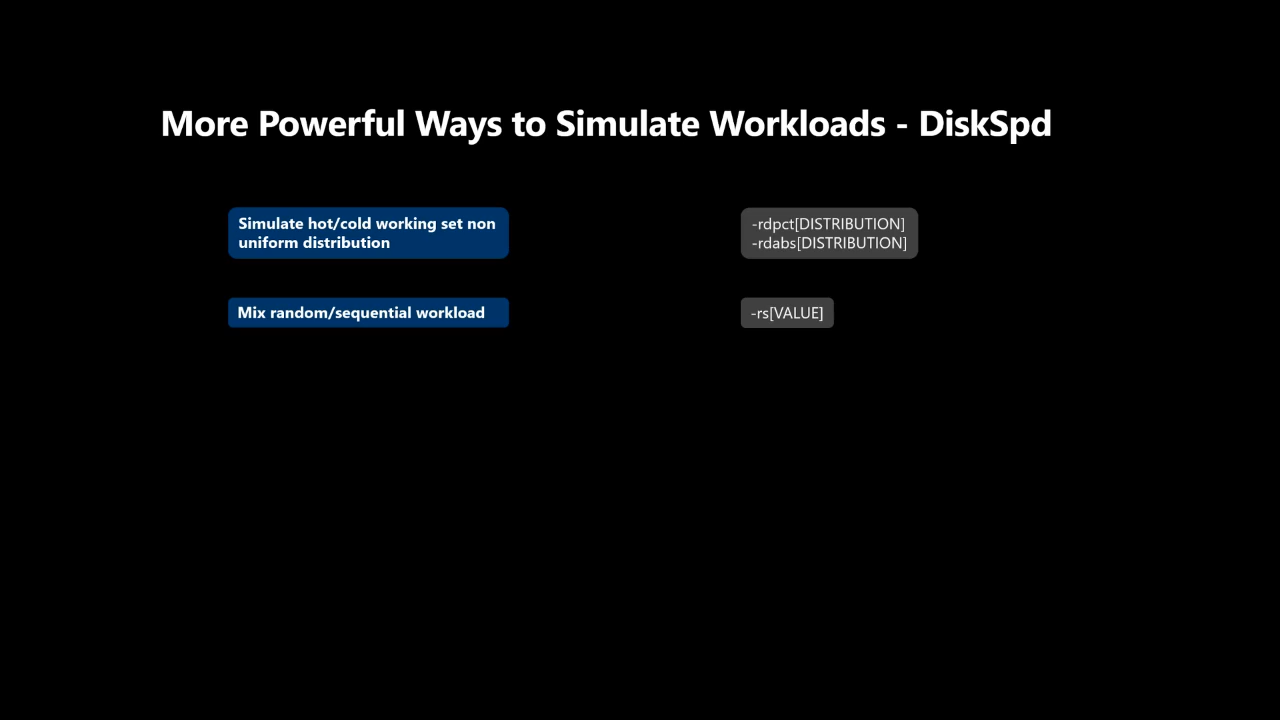 More Powerful Ways to Simulate Workloads - DiskSpd
Simulate hot/cold working set non
uniform distribution
-rdpct[DISTRIBUTION]
-rdabs[DISTRIBUTION]
Mix random/sequential workload
-rs[VALUE]